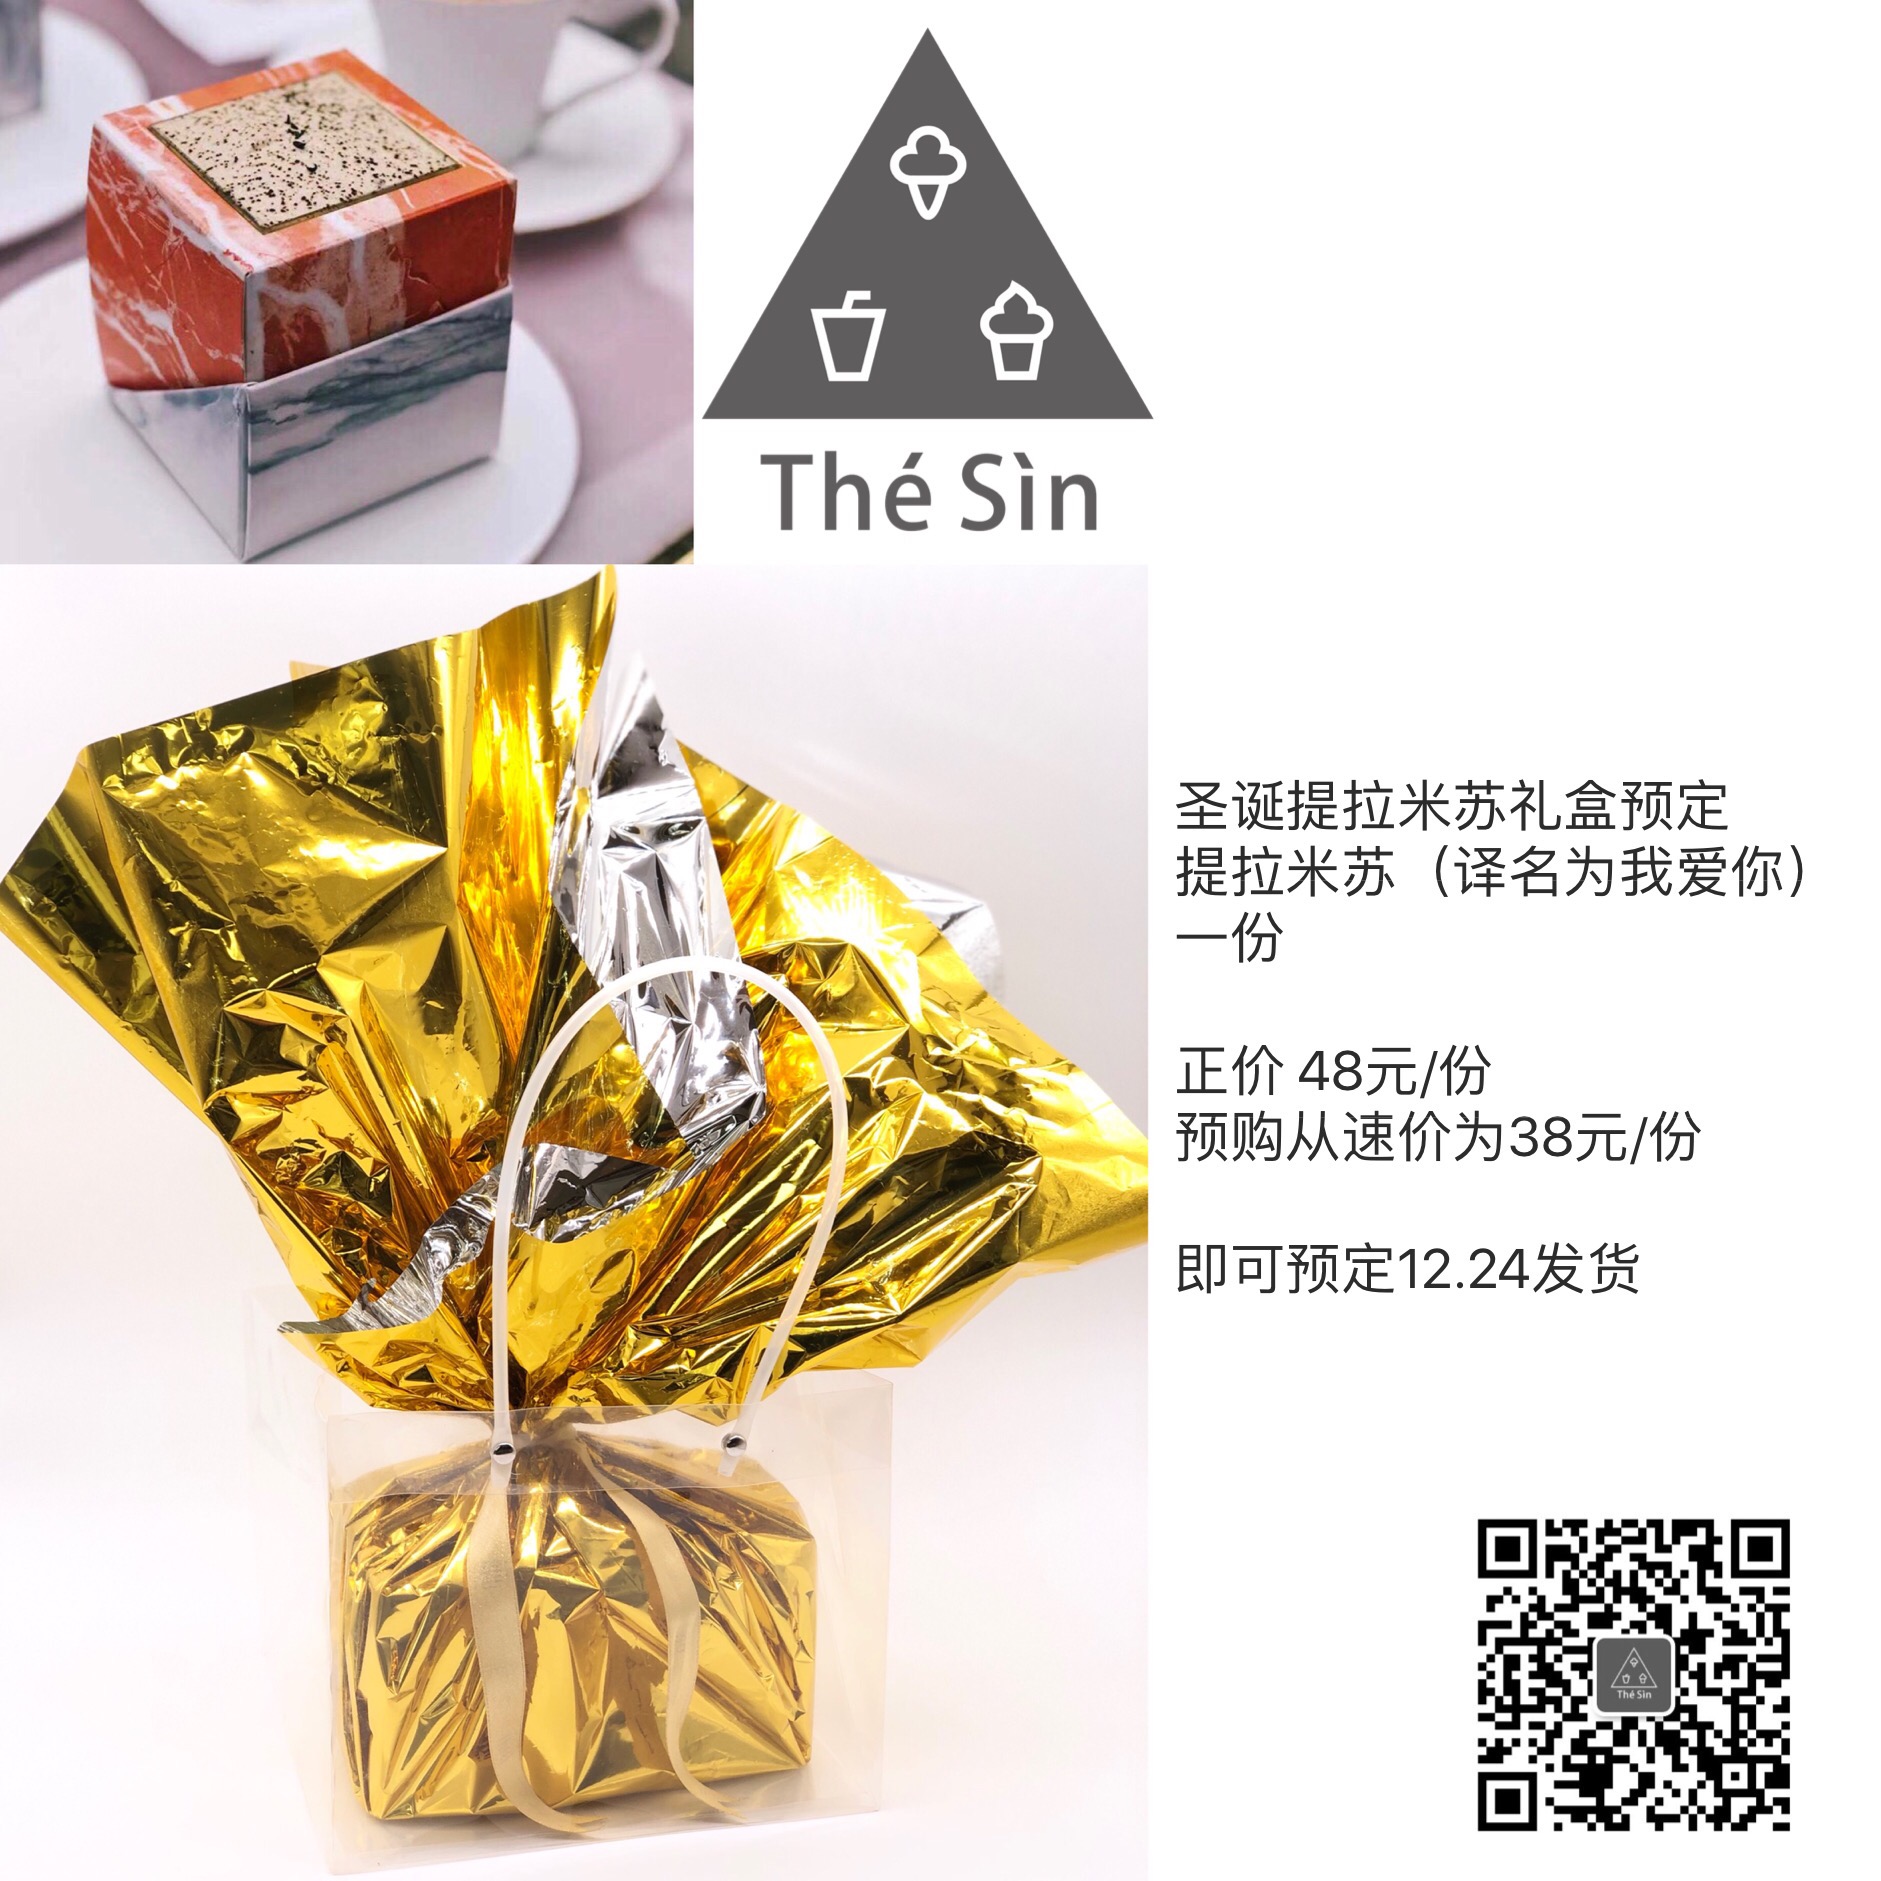 Thé Sìn
圣诞提拉米苏礼盒预定
提拉米苏（译名为我爱你）
一份
正价 48元/份
预购从速价为38元/份
即可预定12.24发货
Thé Sìn